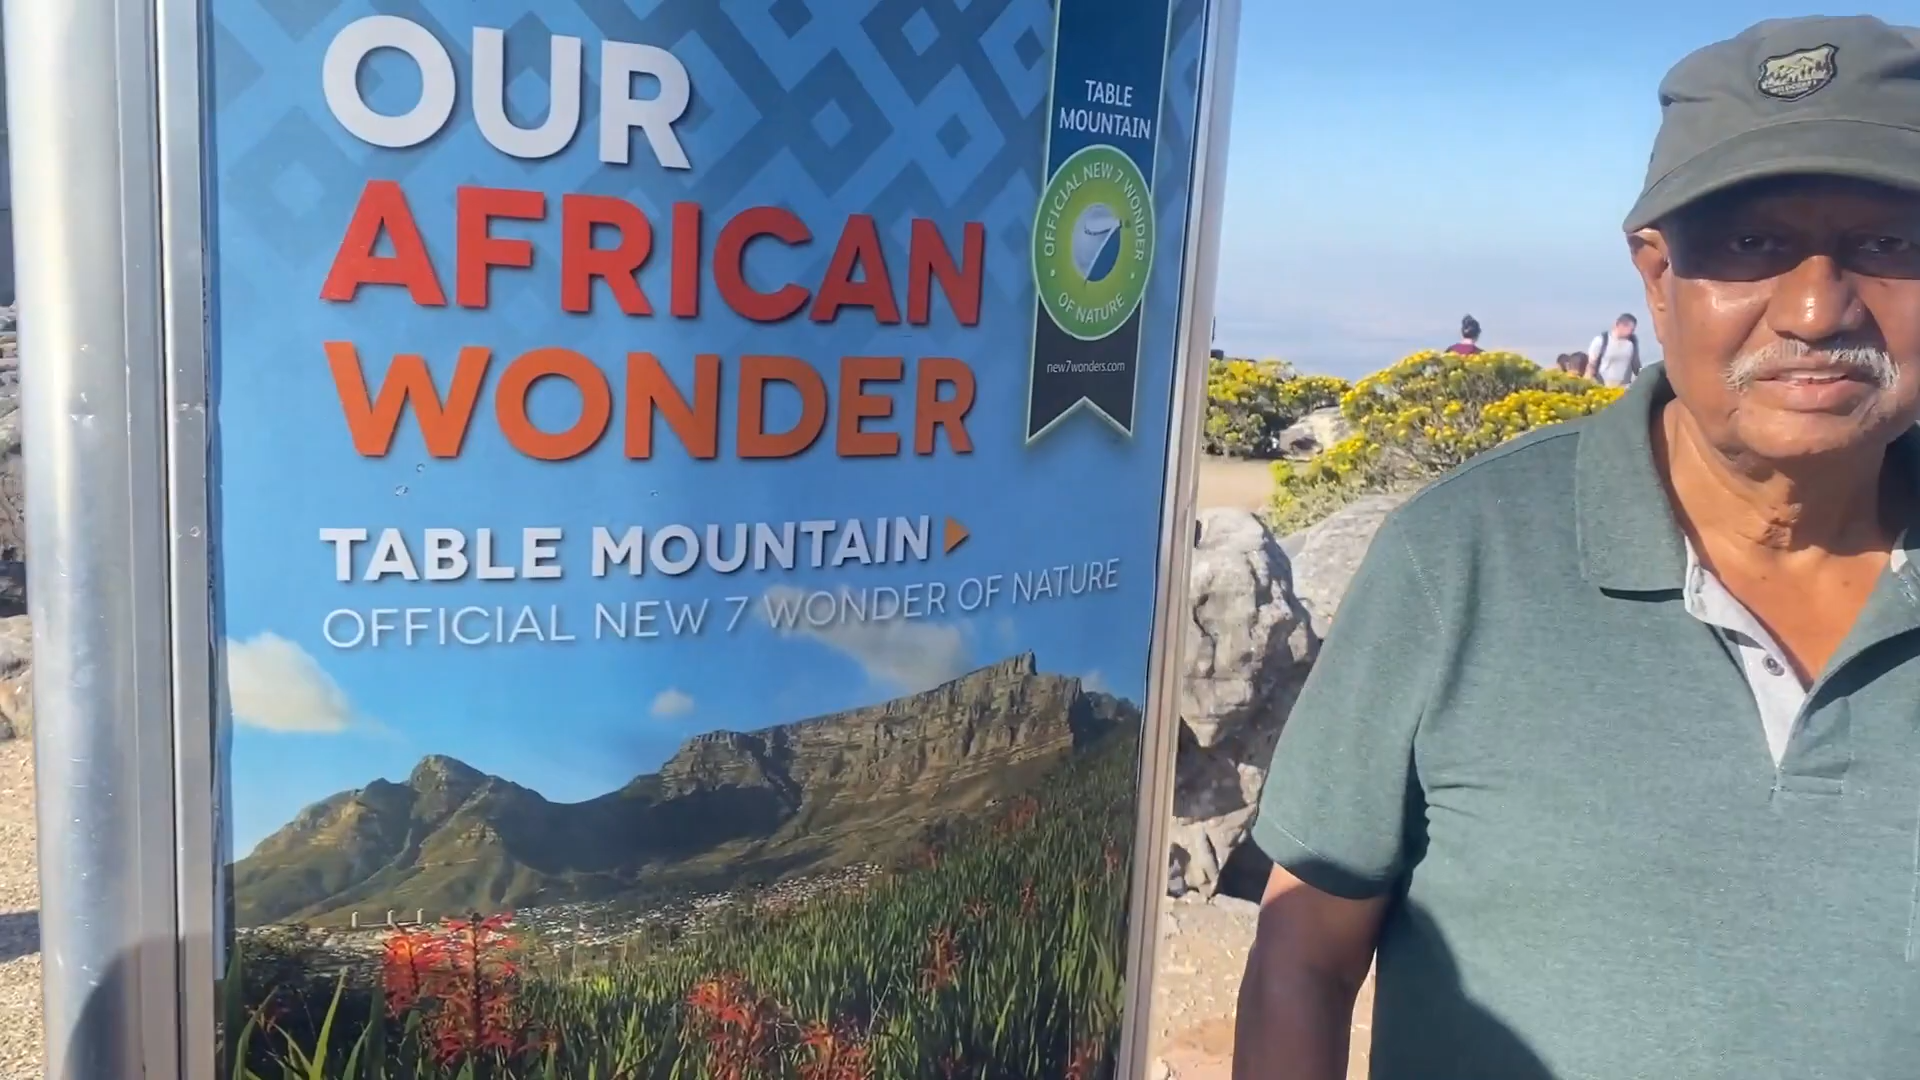 OUR
AFRICAN
WONDER
TABLE MOUNTAIN
OFFICIAL NEW 7 WONDER OF NATURE
TABLE
MOUNTAIN
OFFICIAL NEW 7 WONDER
OF NATURE
7
new7wonders.com